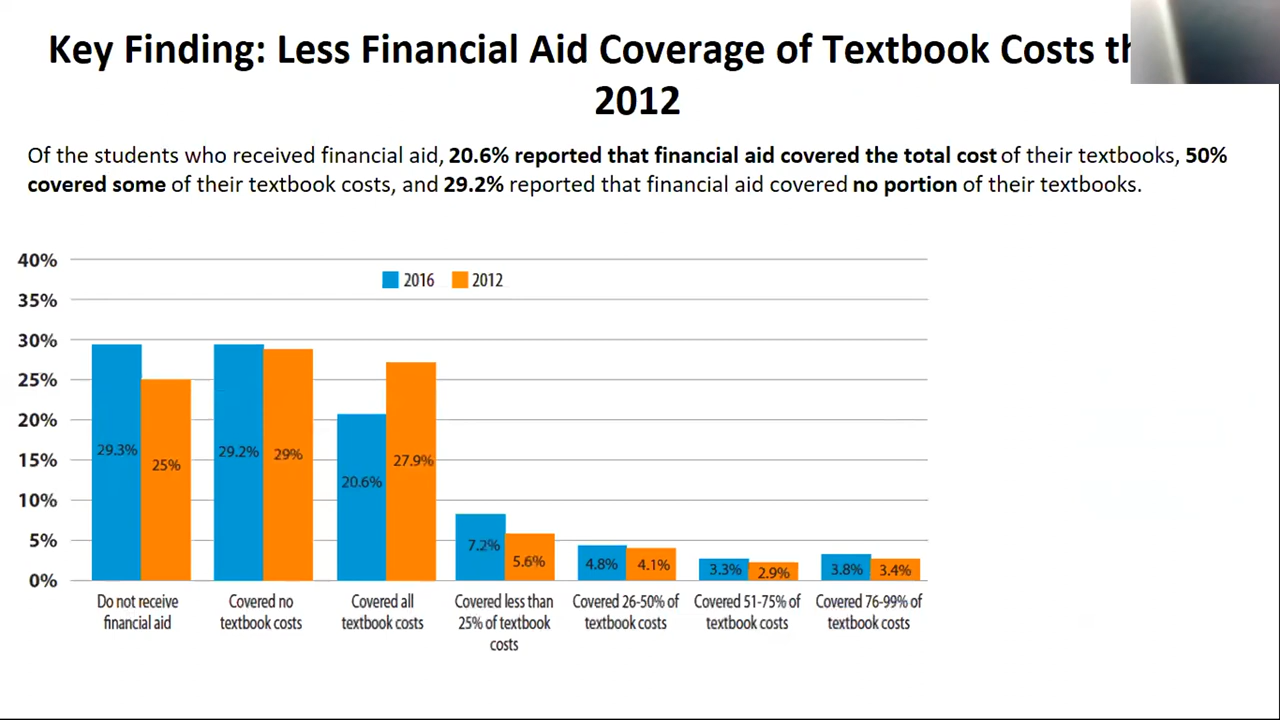 Key Finding: Less Financial Aid Coverage of Textbook Costs
2012
Of the students who received financial aid, 20.6% reported that financial aid covered the total cost of their textbooks, 50%
covered some of their textbook costs, and 29.2% reported that financial aid covered no portion of their textbooks.
40%
2016 2012
35%
30%
25%
20%
15%
10%
5%
0%
29.3% 25% 29.2% 29% 20.6% 27.9% 7.2% 5.6% 4.8% 4.1% 3.3% 2.9% 3.8% 3.4%
Do not receive
financial aid
Covered no
textbook costs
Covered all
textbook costs
Covered less than
25% of textbook
costs
Covered 26-50% of
textbook costs
Covered 51-75% of
textbook costs
Covered 76-99% of
textbook costs